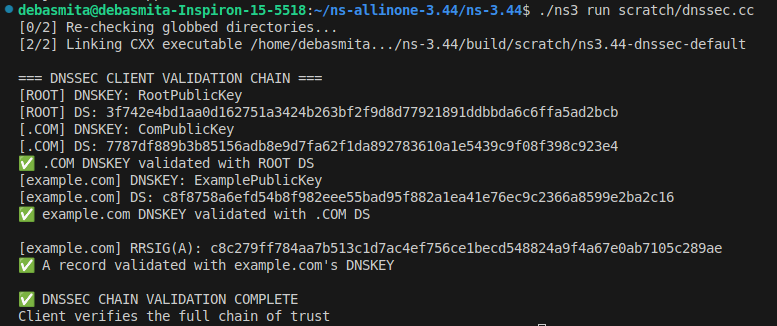 debasmita@debasmita-Inspiron-15-5518:~/ns-allinone-3.44/ns-3.44$ ./ns3 run scratch/dnssec.cc
[0/2] Re-checking globbed directories...
[2/2] Linking CXX executable /home/debasmita.../ns-3.44/build/scratch/ns3.44-dnssec-default
=== DNSSEC CLIENT VALIDATION CHAIN ===
[ROOT] DNSKEY: RootPublicKey
[ROOT] DS: 3f742e4bd1aa0d162751a3424b263bf2f9d8d77921891ddbbda6c6ffa5ad2bcb
[.COM] DNSKEY: ComPublicKey
[.COM] DS: 7787df889b3b85156adb8e9d7fa62f1da892783610a1e5439c9f08f398c923e4
✅ .COM DNSKEY validated with ROOT DS
[example.com] DNSKEY: ExamplePublicKey
[example.com] DS: c8f8758a6efd54b8f982eee55bad95f882a1ea41e76ec9c2366a8599e2ba2c16
✅ example.com DNSKEY validated with .COM DS
[example.com] RRSIG(A): c8c279ff784aa7b513c1d7ac4ef756ce1becd548824a9f4a67e0ab7105c289ae
✅ A record validated with example.com's DNSKEY
✅ DNSSEC CHAIN VALIDATION COMPLETE
Client verifies the full chain of trust